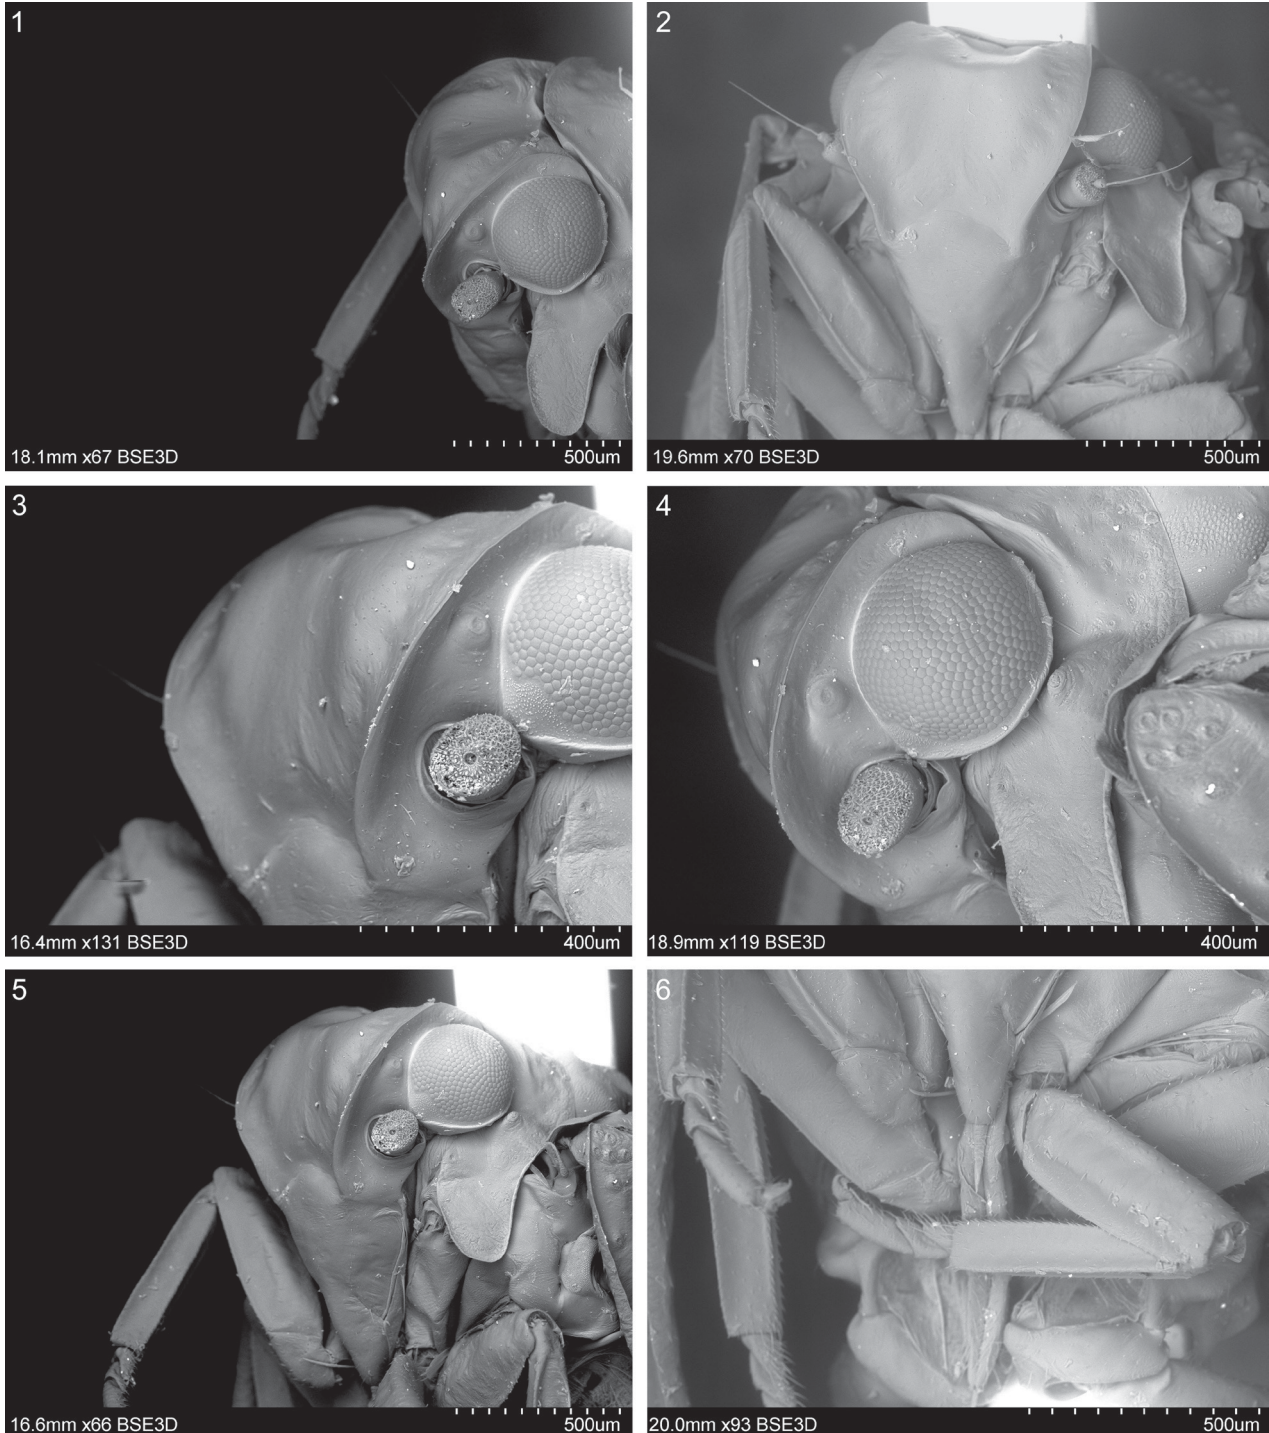 1
18.1mm x67 BSE3D 500um
2
19.6mm x70 BSE3D 500um
3
16.4mm x131 BSE3D 400um
4
18.9mm x119 BSE3D 400um
5
16.6mm x66 BSE3D 500um
6
20.0mm x93 BSE3D 500um